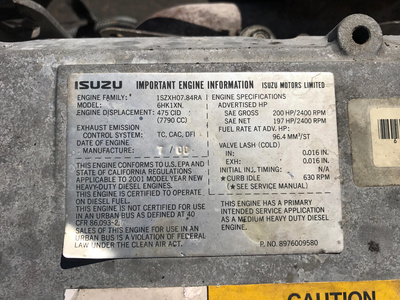 ISUZU IMPORTANT ENGINE INFORMATION ISUZU MOTORS LIMITED
ENGINE FAMILY: 1SZXH07.84RA
MODEL: 6HK1XN.
ENGINE DISPLACEMENT: 475 CID
(7790 CC)
EXHAUST EMISSION
CONTROL SYSTEM: TC, CAC, DFI
DATE OF ENGINE
MANUFACTURE:
THIS ENGINE CONFORMS TO U.S. EPA AND
STATE OF CALIFORNIA REGULATIONS
APPLICABLE TO 2001 MODEL YEAR NEW
HEAVY-DUTY DIESEL ENGINES.
THIS ENGINE IS CERTIFIED TO OPERATE
ON DIESEL FUEL.
THIS ENGINE IS NOT CERTIFIED FOR USE
IN AN URBAN BUS AS DEFINED AT 40
CFR 86.093-2.
SALES OF THIS ENGINE FOR USE IN AN
URBAN BUS IS A VIOLATION OF FEDERAL
LAW UNDER THE CLEAN AIR ACT.
ENGINE SPECIFICATIONS
ADVERTISED HP
SAE GROSS 200 HP/2400 RPM
SAE NET 197 HP/2400 RPM
FUEL RATE AT ADV. HP:
96.4 MM³/ST
VALVE LASH (COLD)
INT: 0.016 IN.
EXH: 0.016 IN.
INITIAL INJ. TIMING: N/A
★CURB IDLE 630 RPM
(★SEE SERVICE MANUAL)
THIS ENGINE HAS A PRIMARY
INTENDED SERVICE APPLICATION
AS A MEDIUM HEAVY DUTY DIESEL
ENGINE.
P. NO. 8976009580
CAUTION